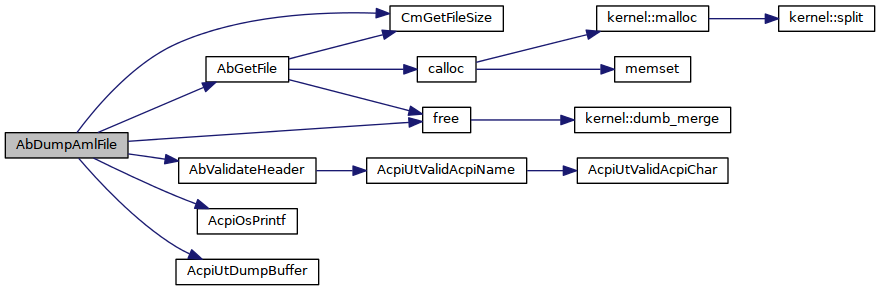 AbDumpAmlFile
CmGetFileSize
AbGetFile
calloc
kernel::malloc
kernel::split
memset
free
kernel::dumb_merge
AbValidateHeader
AcpiUtValidAcpiName
AcpiUtValidAcpiChar
AcpiOsPrintf
AcpiUtDumpBuffer